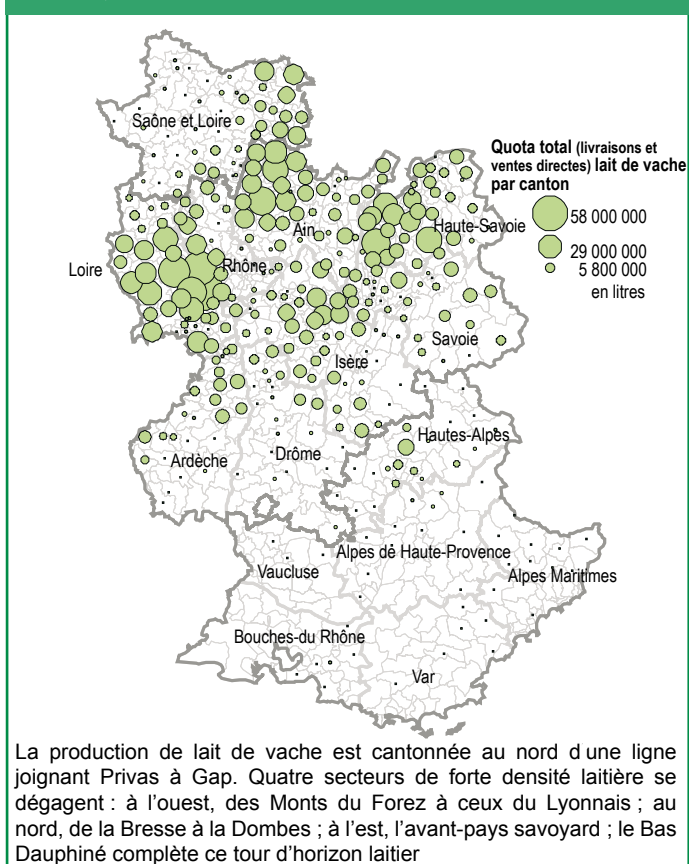 Saône et Loire
Quota total (livraisons et
ventes directes) lait de vache
par canton
58 000 000
29 000 000
5 800 000
en litres
Haute-Savoie
Ain
Loire
Rhône
Savoie
Isère
Hautes-Alpes
Ardèche
Drôme
Alpes de Haute-Provence
Vaucluse
Alpes Maritimes
Bouches-du Rhône
Var
La production de lait de vache est cantonnée au nord d une ligne
joignant Privas à Gap. Quatre secteurs de forte densité laitière se
dégagent : à l'ouest, des Monts du Forez à ceux du Lyonnais ; au
nord, de la Bresse à la Dombes ; à l'est, l'avant-pays savoyard ; le Bas
Dauphiné complète ce tour d'horizon laitier